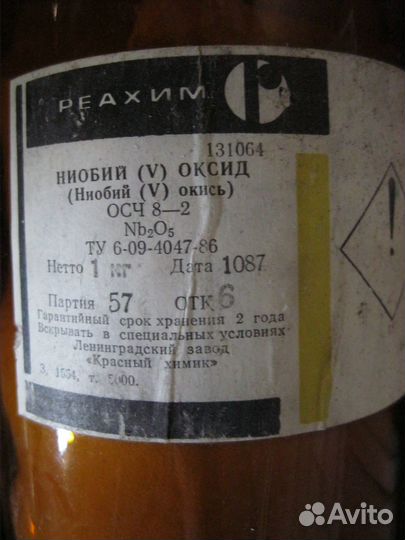 РЕАХИМ
131064
НИОБИЙ (V) ОКСИД
(Ниобий (V) окись)
ОСЧ 8—2
Nb₂O₅
ТУ 6-09-4047-86
Нетто 1 кг Дата 1087
Партия 57 ОТК 6
Гарантийный срок хранения 2 года
Вскрывать в специальных условиях
Ленинградский завод
«Красный химик»
З. 1554, т. 5000.
!
Avito